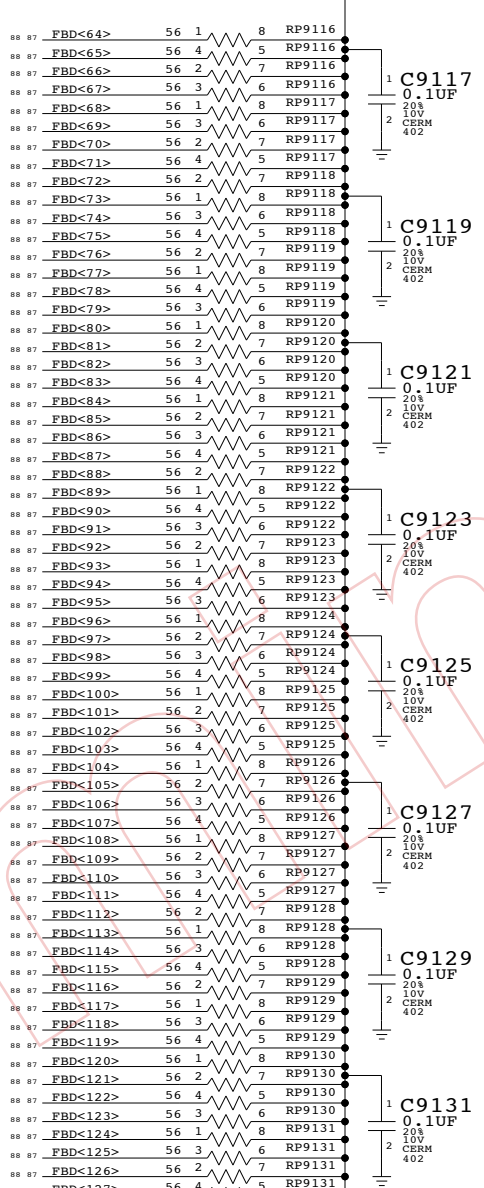 88 87 FBD<64> 56 1 8 RP9116
88 87 FBD<65> 56 4 5 RP9116
88 87 FBD<66> 56 2 7 RP9116
88 87 FBD<67> 56 3 6 RP9116
88 87 FBD<68> 56 1 8 RP9117
88 87 FBD<69> 56 3 6 RP9117
88 87 FBD<70> 56 2 7 RP9117
88 87 FBD<71> 56 4 5 RP9117
1 C9117
0.1UF
20%
10V
2 CERM
402
88 87 FBD<72> 56 2 7 RP9118
88 87 FBD<73> 56 1 8 RP9118
88 87 FBD<74> 56 3 6 RP9118
88 87 FBD<75> 56 4 5 RP9118
88 87 FBD<76> 56 2 7 RP9119
88 87 FBD<77> 56 1 8 RP9119
88 87 FBD<78> 56 4 5 RP9119
88 87 FBD<79> 56 3 6 RP9119
1 C9119
0.1UF
20%
10V
2 CERM
402
88 87 FBD<80> 56 1 8 RP9120
88 87 FBD<81> 56 2 7 RP9120
88 87 FBD<82> 56 3 6 RP9120
88 87 FBD<83> 56 4 5 RP9120
88 87 FBD<84> 56 1 8 RP9121
88 87 FBD<85> 56 2 7 RP9121
88 87 FBD<86> 56 3 6 RP9121
88 87 FBD<87> 56 4 5 RP9121
1 C9121
0.1UF
20%
10V
2 CERM
402
88 87 FBD<88> 56 2 7 RP9122
88 87 FBD<89> 56 1 8 RP9122
88 87 FBD<90> 56 4 5 RP9122
88 87 FBD<91> 56 3 6 RP9122
88 87 FBD<92> 56 2 7 RP9123
88 87 FBD<93> 56 1 8 RP9123
88 87 FBD<94> 56 4 5 RP9123
88 87 FBD<95> 56 3 6 RP9123
1 C9123
0.1UF
20%
10V
2 CERM
402
88 87 FBD<96> 56 1 8 RP9124
88 87 FBD<97> 56 2 7 RP9124
88 87 FBD<98> 56 3 6 RP9124
88 87 FBD<99> 56 4 5 RP9124
88 87 FBD<100> 56 1 8 RP9125
88 87 FBD<101> 56 2 7 RP9125
88 87 FBD<102> 56 3 6 RP9125
88 87 FBD<103> 56 4 5 RP9125
1 C9125
0.1UF
20%
10V
2 CERM
402
88 87 FBD<104> 56 1 8 RP9126
88 87 FBD<105> 56 2 7 RP9126
88 87 FBD<106> 56 3 6 RP9126
88 87 FBD<107> 56 4 5 RP9126
88 87 FBD<108> 56 1 8 RP9127
88 87 FBD<109> 56 2 7 RP9127
88 87 FBD<110> 56 3 6 RP9127
88 87 FBD<111> 56 4 5 RP9127
1 C9127
0.1UF
20%
10V
2 CERM
402
88 87 FBD<112> 56 2 7 RP9128
88 87 FBD<113> 56 1 8 RP9128
88 87 FBD<114> 56 3 6 RP9128
88 87 FBD<115> 56 4 5 RP9128
88 87 FBD<116> 56 2 7 RP9129
88 87 FBD<117> 56 1 8 RP9129
88 87 FBD<118> 56 3 6 RP9129
88 87 FBD<119> 56 4 5 RP9129
1 C9129
0.1UF
20%
10V
2 CERM
402
88 87 FBD<120> 56 1 8 RP9130
88 87 FBD<121> 56 2 7 RP9130
88 87 FBD<122> 56 4 5 RP9130
88 87 FBD<123> 56 3 6 RP9130
88 87 FBD<124> 56 1 8 RP9131
88 87 FBD<125> 56 3 6 RP9131
88 87 FBD<126> 56 2 7 RP9131
FBD<127> 56 4 5 RP9131
1 C9131
0.1UF
20%
10V
2 CERM
402